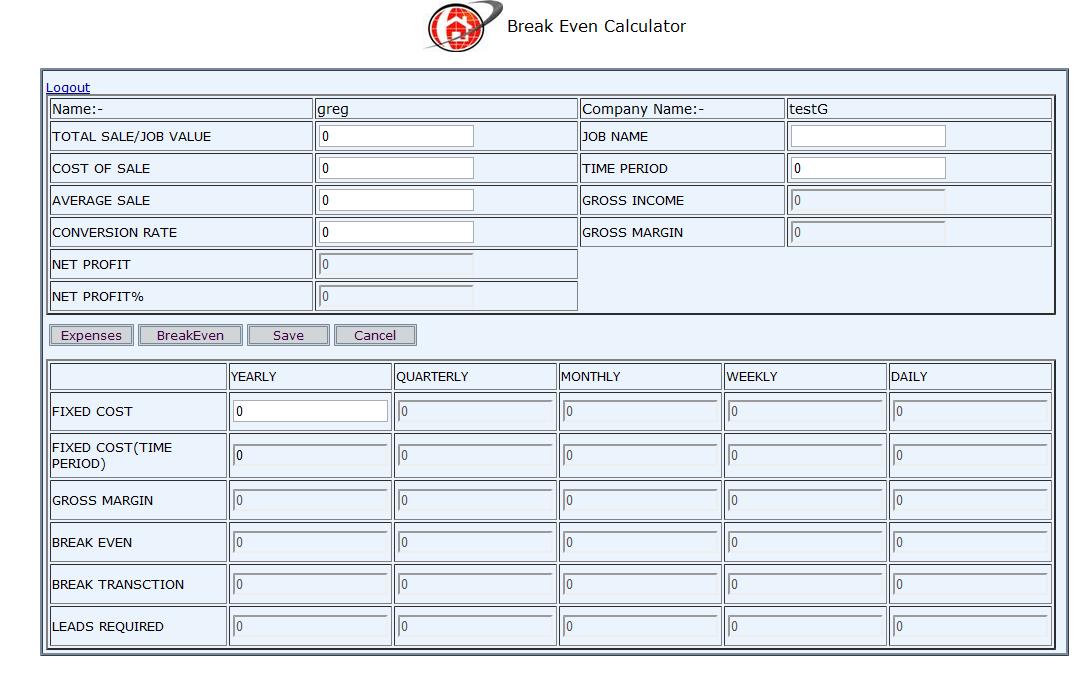 Break Even Calculator
Logout
Name:- greg Company Name:- testG
TOTAL SALE/JOB VALUE 0 JOB NAME
COST OF SALE 0 TIME PERIOD 0
AVERAGE SALE 0 GROSS INCOME 0
CONVERSION RATE 0 GROSS MARGIN 0
NET PROFIT 0
NET PROFIT% 0
Expenses BreakEven Save Cancel
YEARLY QUARTERLY MONTHLY WEEKLY DAILY
FIXED COST 0 0 0 0 0
FIXED COST(TIME
PERIOD) 0 0 0 0 0
GROSS MARGIN 0 0 0 0 0
BREAK EVEN 0 0 0 0 0
BREAK TRANSCTION 0 0 0 0 0
LEADS REQUIRED 0 0 0 0 0